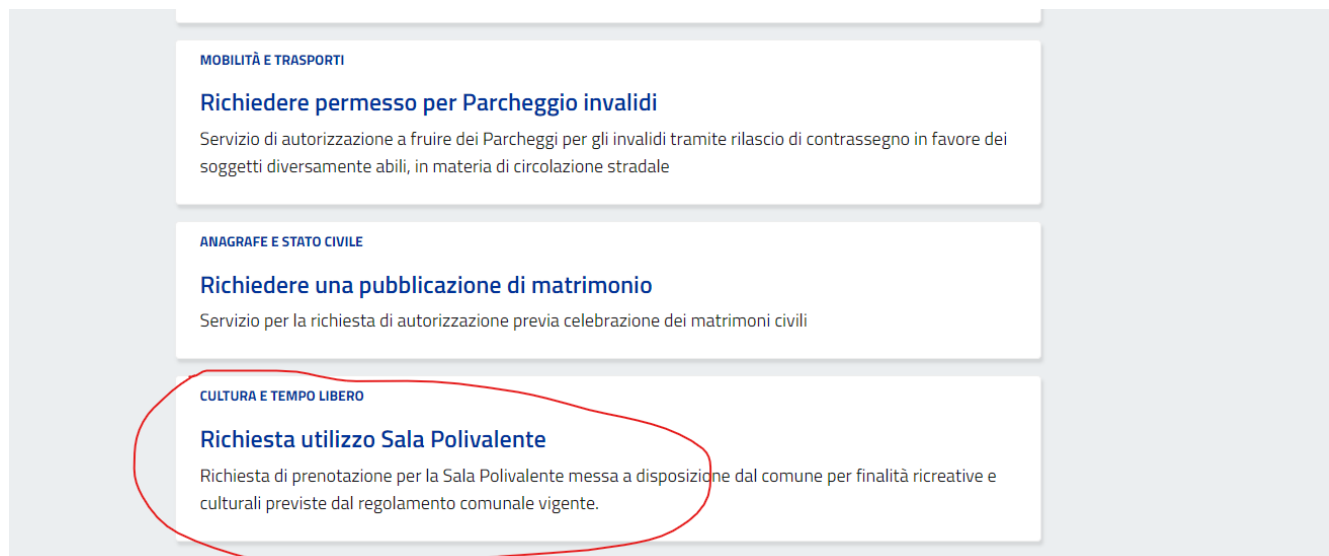 MOBILITÀ E TRASPORTI
Richiedere permesso per Parcheggio invalidi
Servizio di autorizzazione a fruire dei Parcheggi per gli invalidi tramite rilascio di contrassegno in favore dei
soggetti diversamente abili, in materia di circolazione stradale
ANAGRAFE E STATO CIVILE
Richiedere una pubblicazione di matrimonio
Servizio per la richiesta di autorizzazione previa celebrazione dei matrimoni civili
CULTURA E TEMPO LIBERO
Richiesta utilizzo Sala Polivalente
Richiesta di prenotazione per la Sala Polivalente messa a disposizione dal comune per finalità ricreative e
culturali previste dal regolamento comunale vigente.